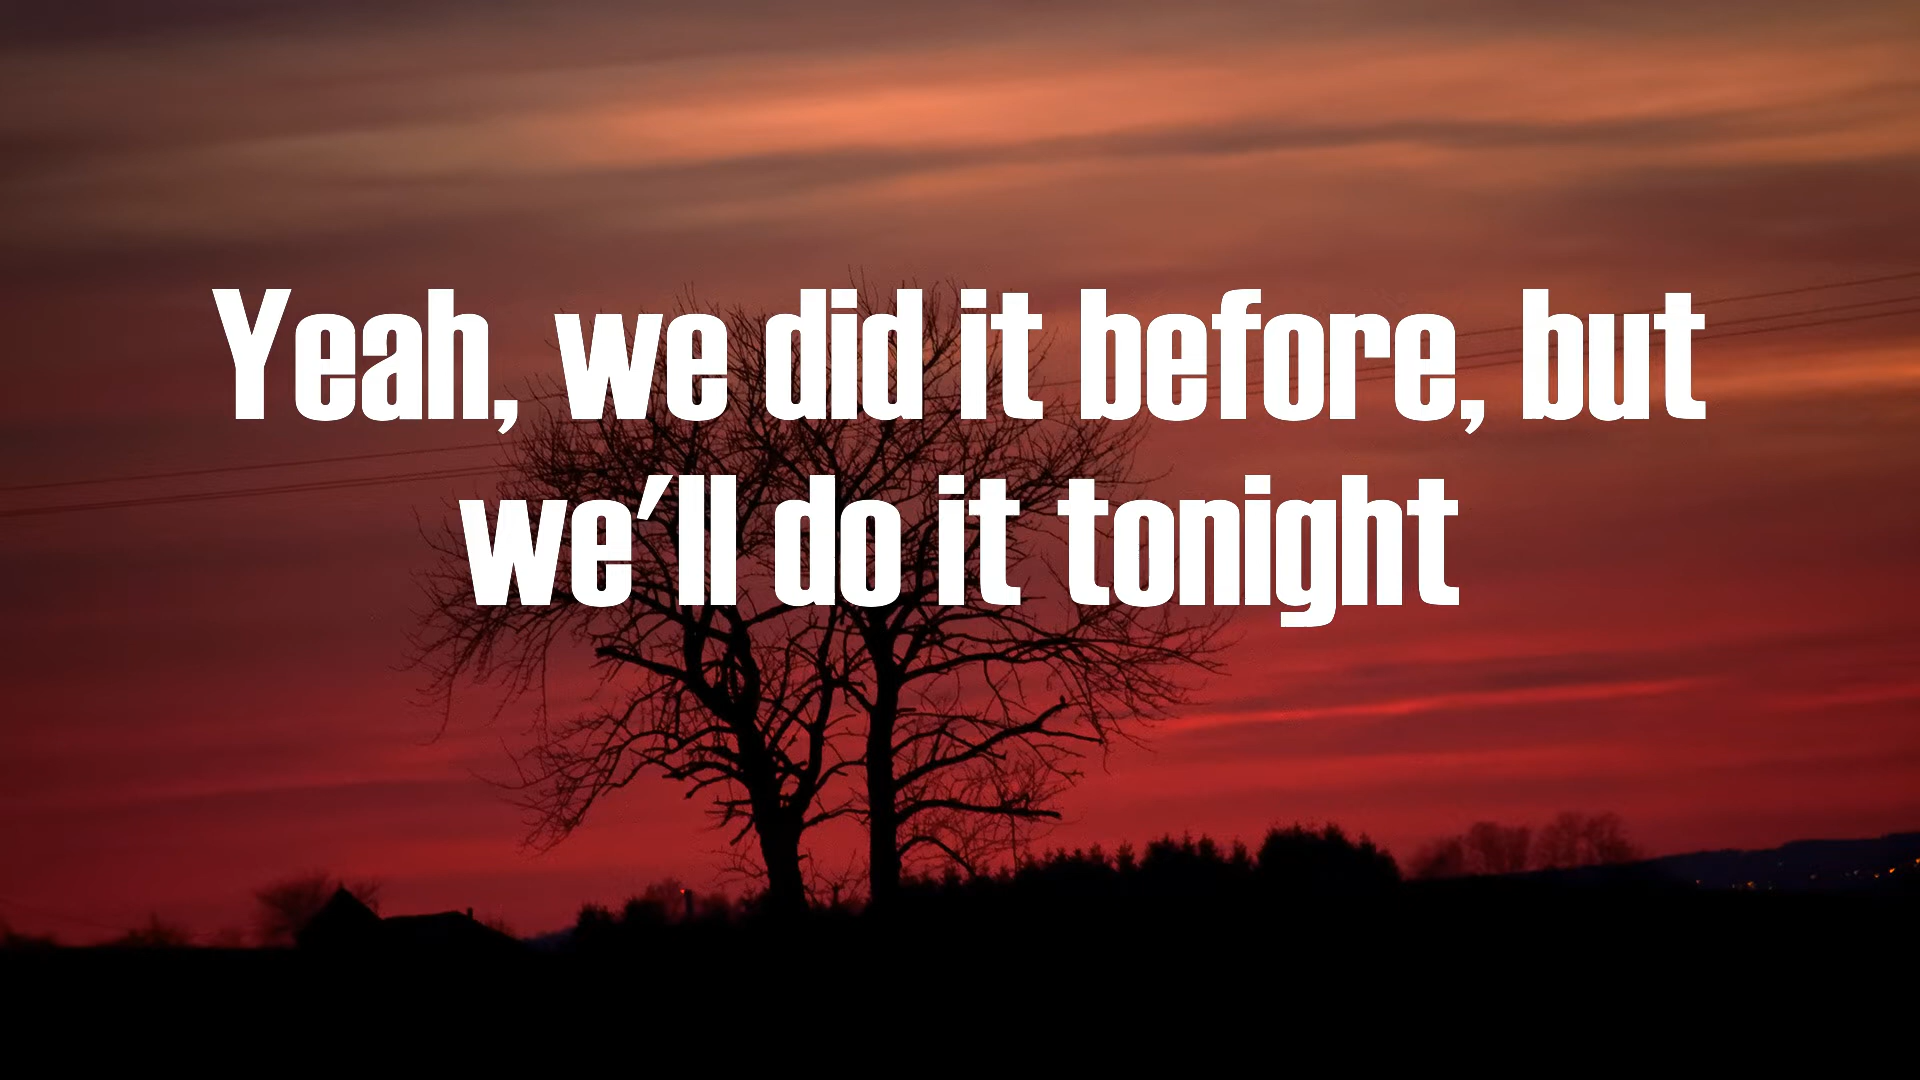 Yeah, we did it before, but
we'll do it tonight